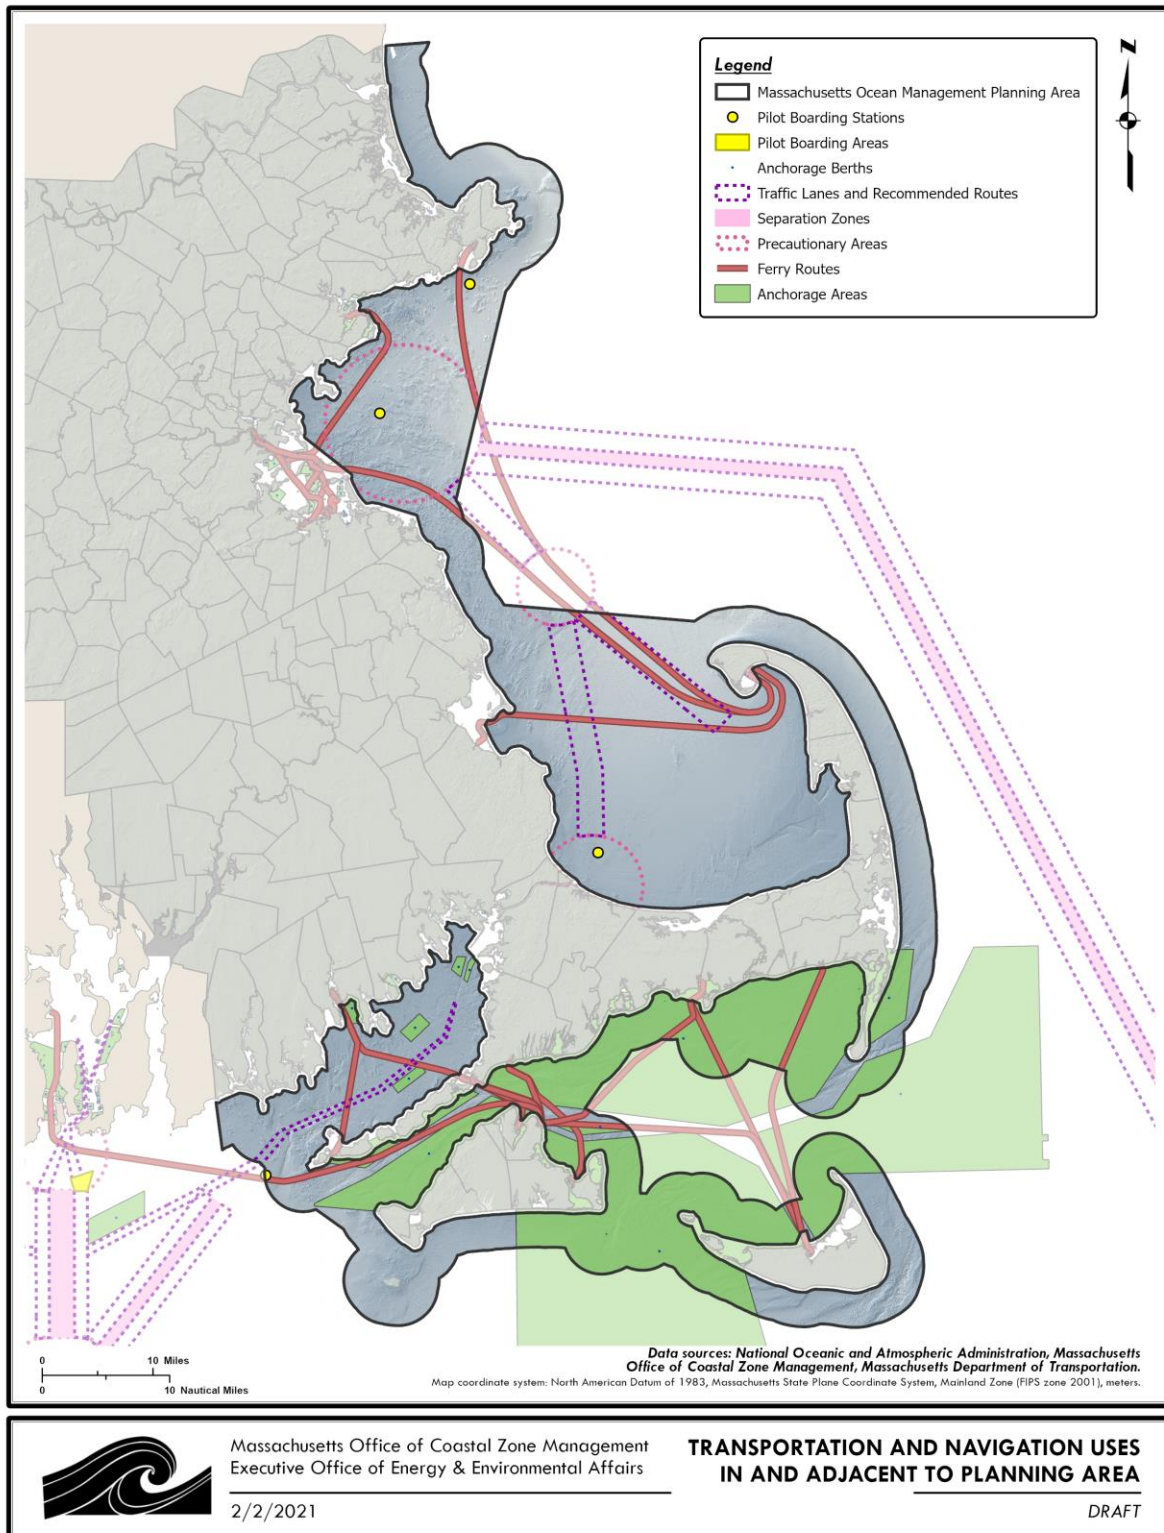 N
Legend
Massachusetts Ocean Management Planning Area
Pilot Boarding Stations
Pilot Boarding Areas
Anchorage Berths
Traffic Lanes and Recommended Routes
Separation Zones
Precautionary Areas
Ferry Routes
Anchorage Areas
0 10 Miles
0 10 Nautical Miles
Data sources: National Oceanic and Atmospheric Administration, Massachusetts
Office of Coastal Zone Management, Massachusetts Department of Transportation.
Map coordinate system: North American Datum of 1983, Massachusetts State Plane Coordinate System, Mainland Zone (FIPS zone 2001), meters.
Massachusetts Office of Coastal Zone Management
Executive Office of Energy & Environmental Affairs
2/2/2021
TRANSPORTATION AND NAVIGATION USES
IN AND ADJACENT TO PLANNING AREA
DRAFT